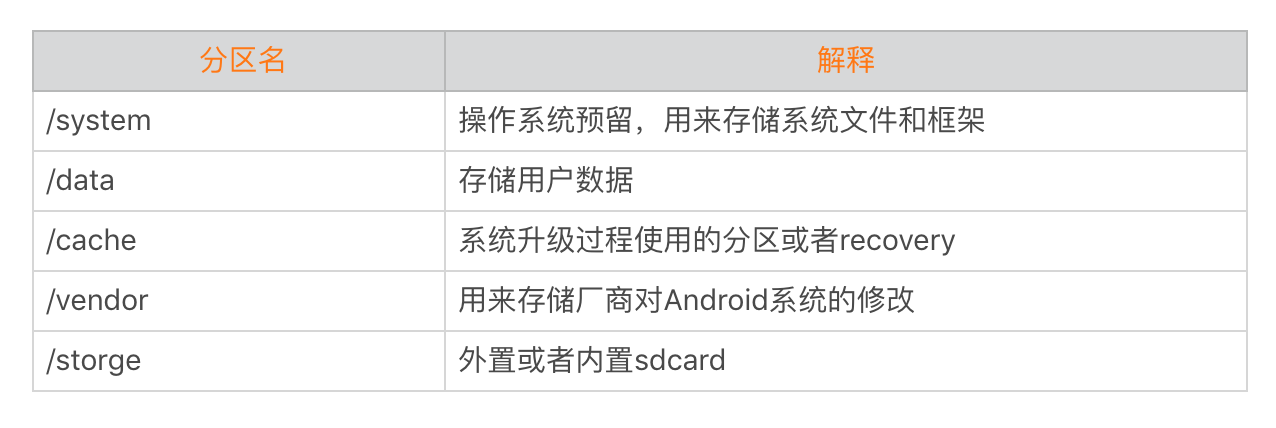 分区名 解释
/system 操作系统预留，用来存储系统文件和框架
/data 存储用户数据
/cache 系统升级过程使用的分区或者recovery
/vendor 用来存储厂商对Android系统的修改
/storge 外置或者内置sdcard